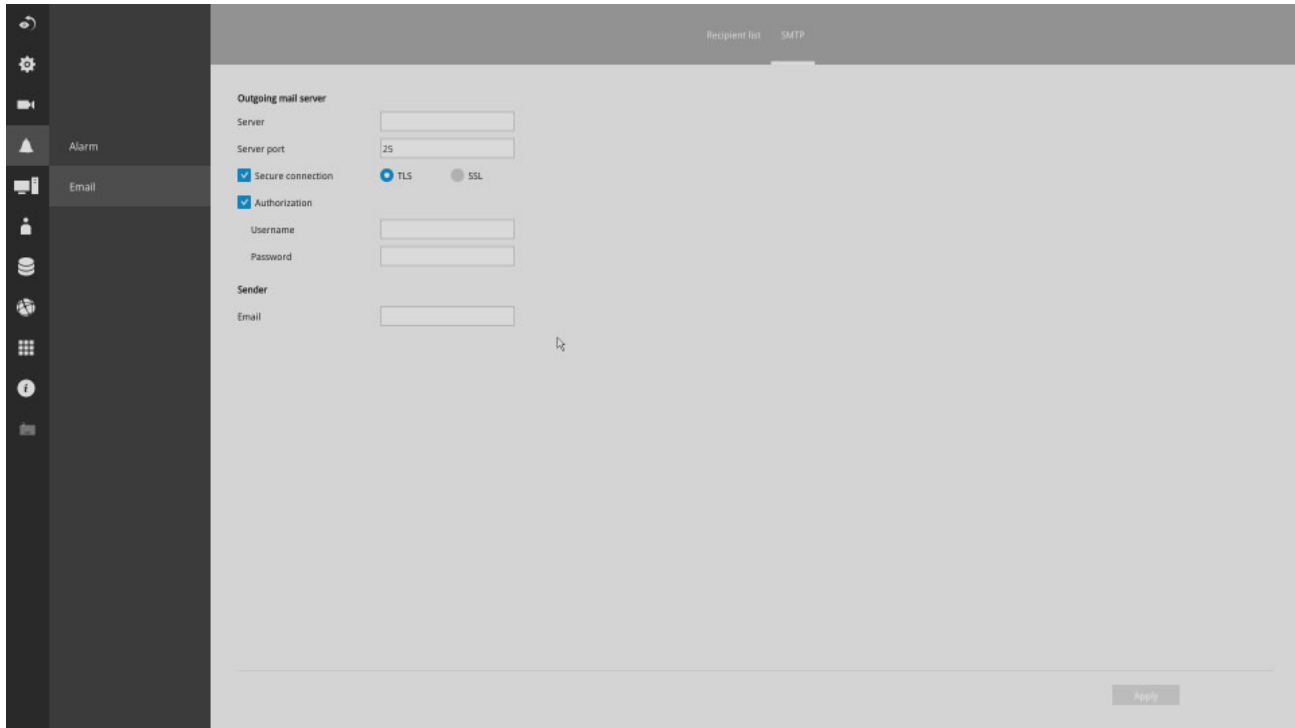 Recipient list SMTP
Outgoing mail server
Server
Server port 25
Alarm
Secure connection TLS SSL
Email
Authorization
Username
Password
Sender
Email
Apply